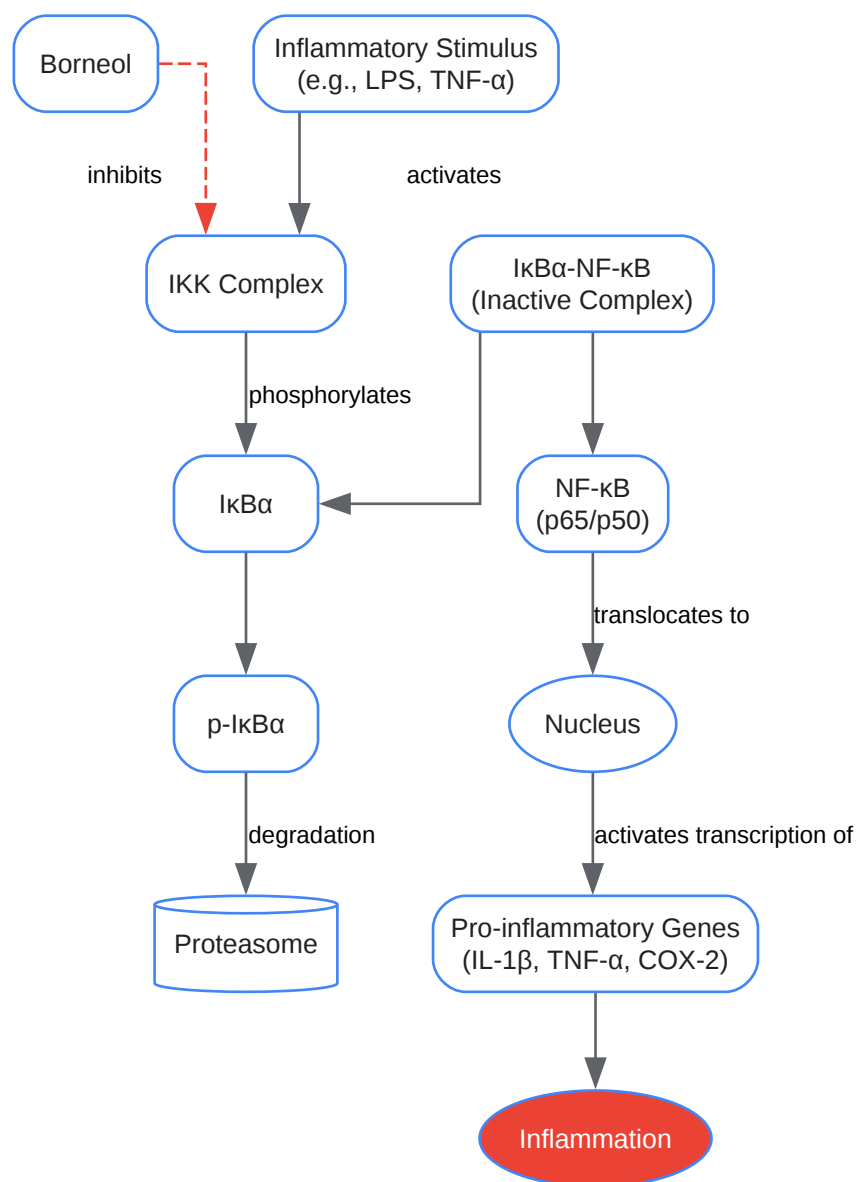 Borneol
Inflammatory Stimulus
(e.g., LPS, TNF-α)
inhibits
activates
IKK Complex
IκBα-NF-κB
(Inactive Complex)
phosphorylates
IκBα
NF-κB
(p65/p50)
translocates to
p-IκBα
Nucleus
degradation
activates transcription of
Proteasome
Pro-inflammatory Genes
(IL-1β, TNF-α, COX-2)
Inflammation